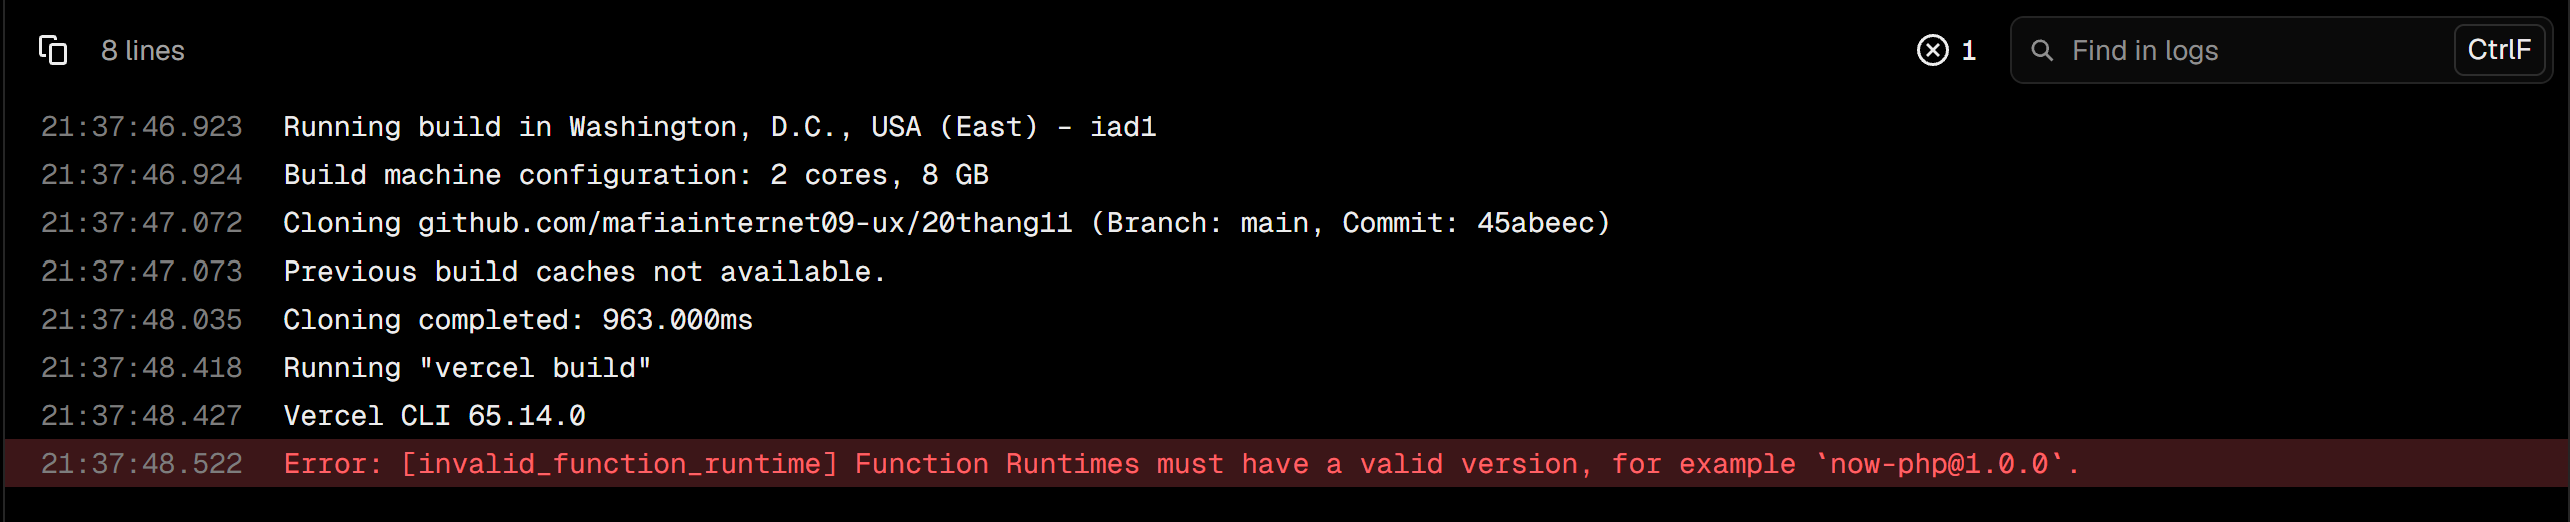 8 lines
1
Find in logs
CtrlF
21:37:46.923 Running build in Washington, D.C., USA (East) – iad1
21:37:46.924 Build machine configuration: 2 cores, 8 GB
21:37:47.072 Cloning github.com/mafiainternet09-ux/20thang11 (Branch: main, Commit: 45abeec)
21:37:47.073 Previous build caches not available.
21:37:48.035 Cloning completed: 963.000ms
21:37:48.418 Running "vercel build"
21:37:48.427 Vercel CLI 65.14.0
21:37:48.522 Error: [invalid_function_runtime] Function Runtimes must have a valid version, for example `now-php@1.0.0`.